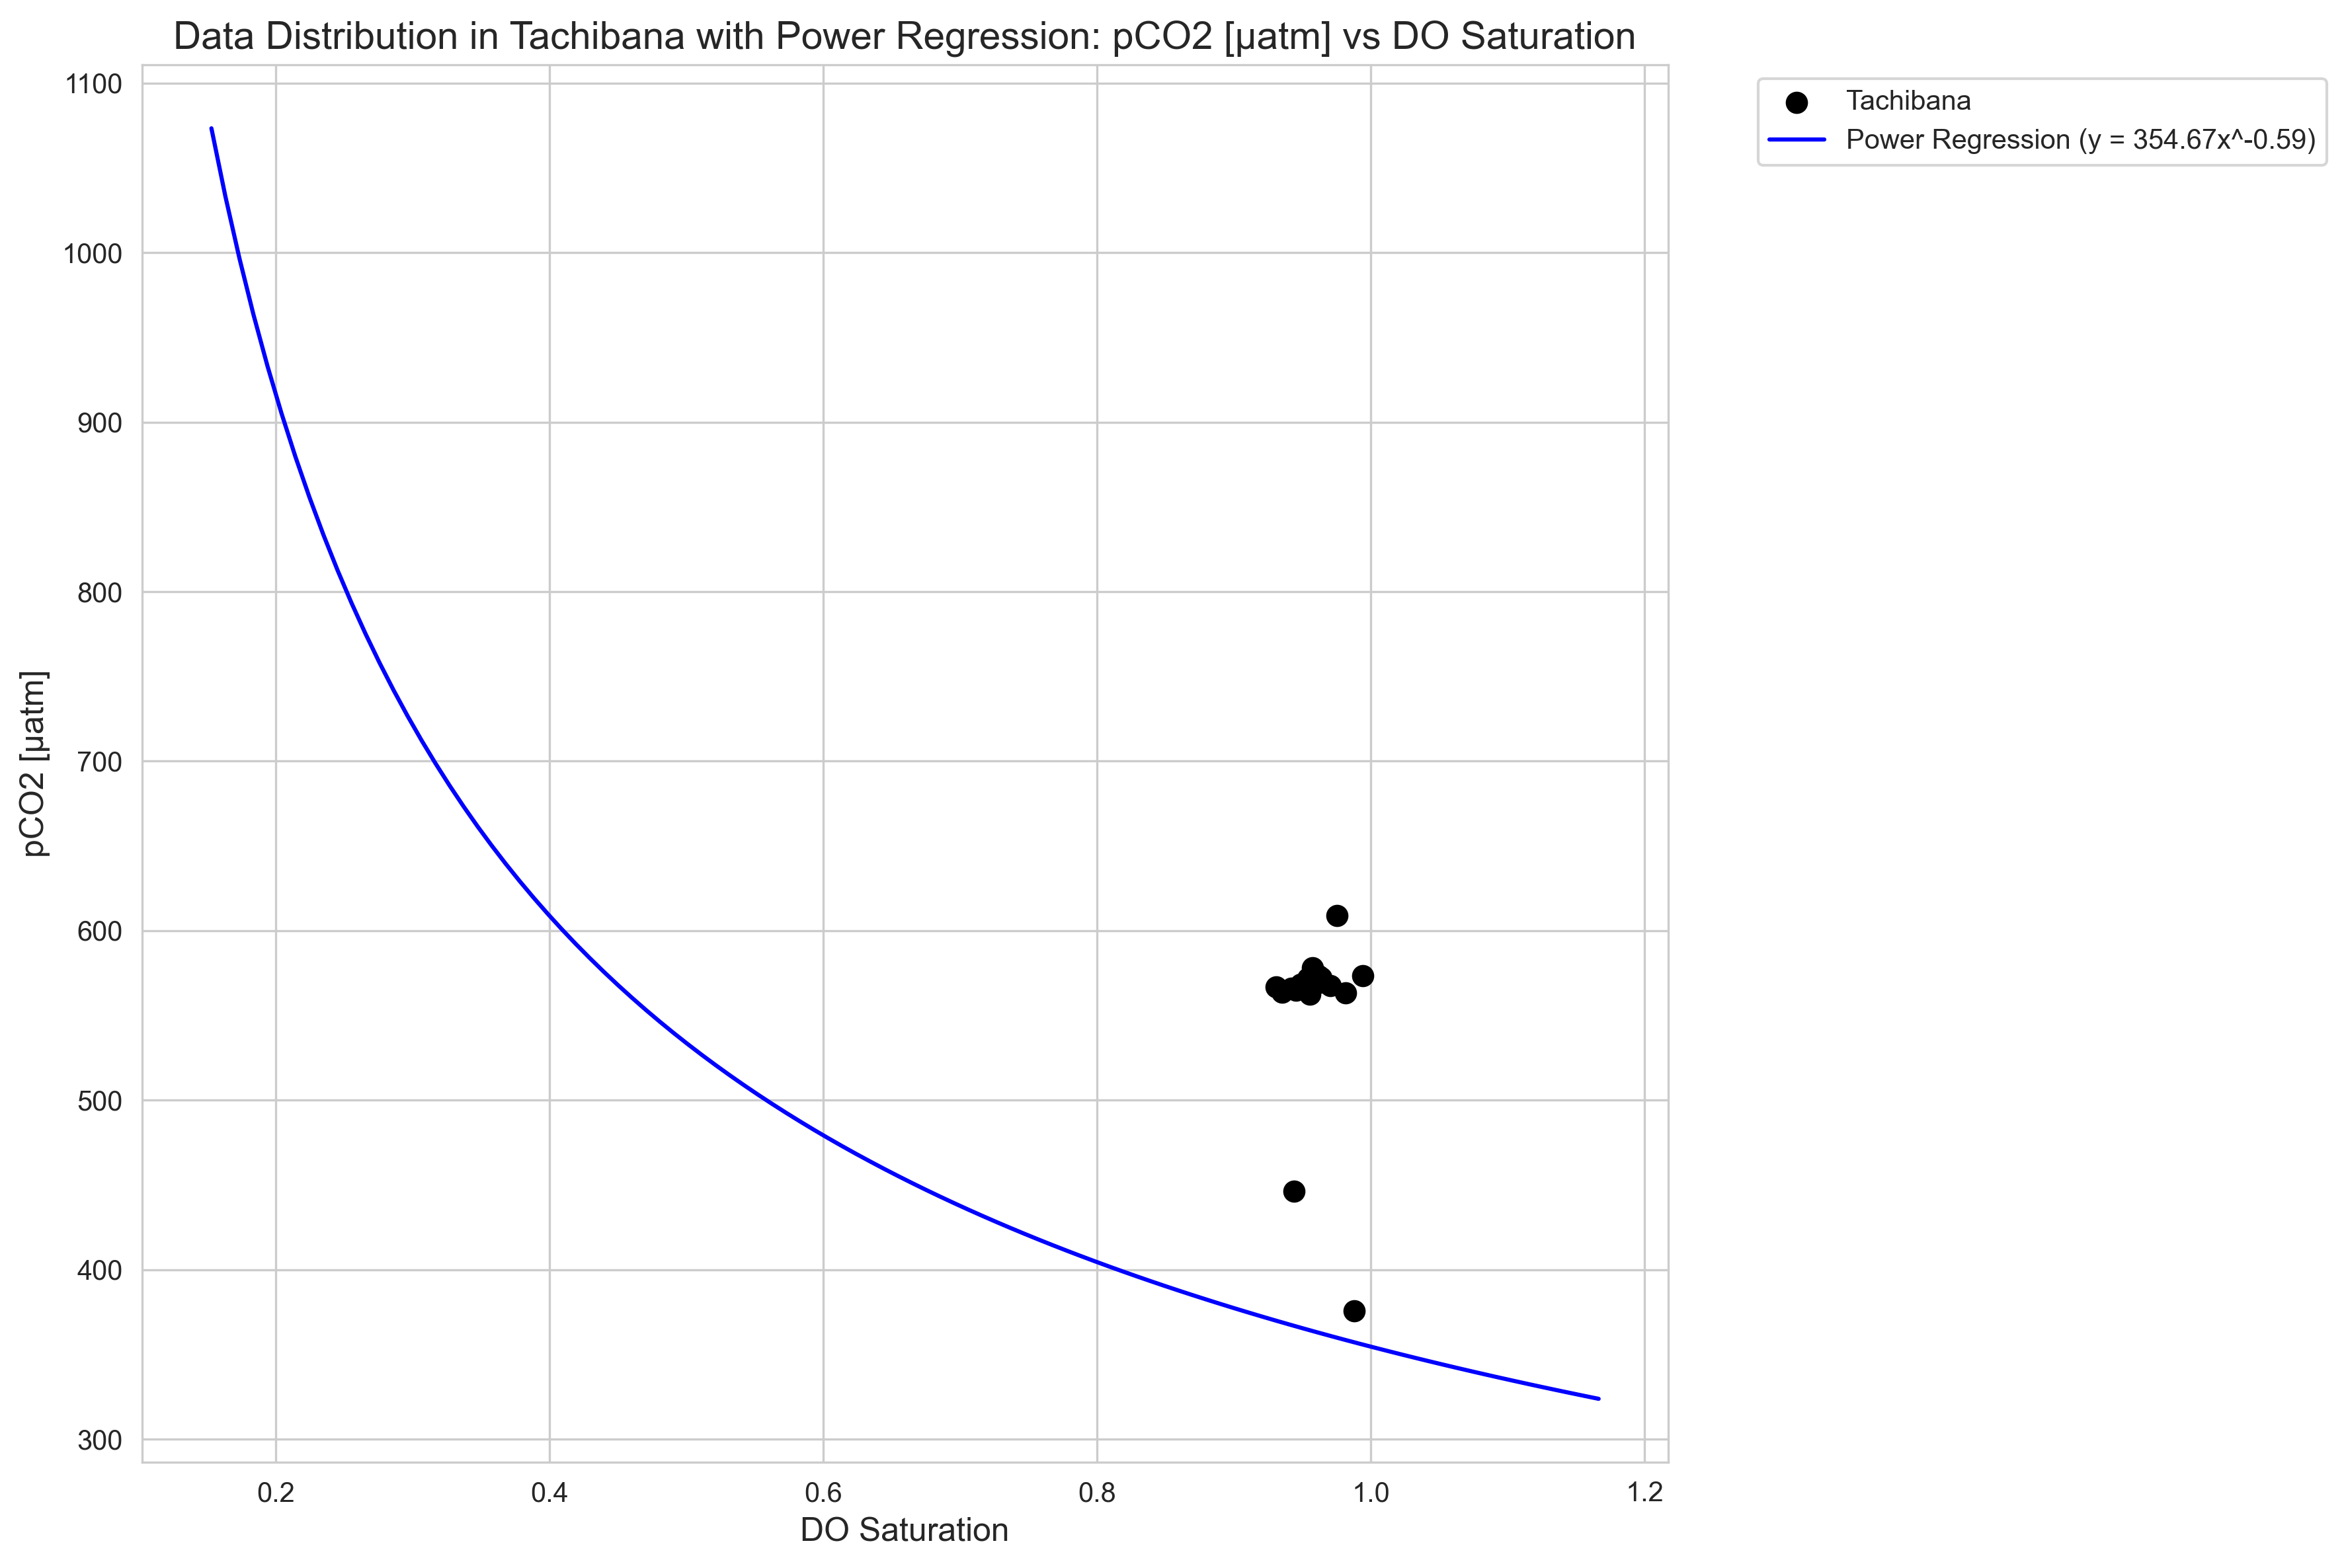 Data Distribution in Tachibana with Power Regression: pCO2 [µatm] vs DO Saturation
Tachibana
Power Regression (y = 354.67x^-0.59)
pCO2 [µatm]
1100
1000
900
800
700
600
500
400
300
0.2 0.4 0.6 0.8 1.0 1.2
DO Saturation